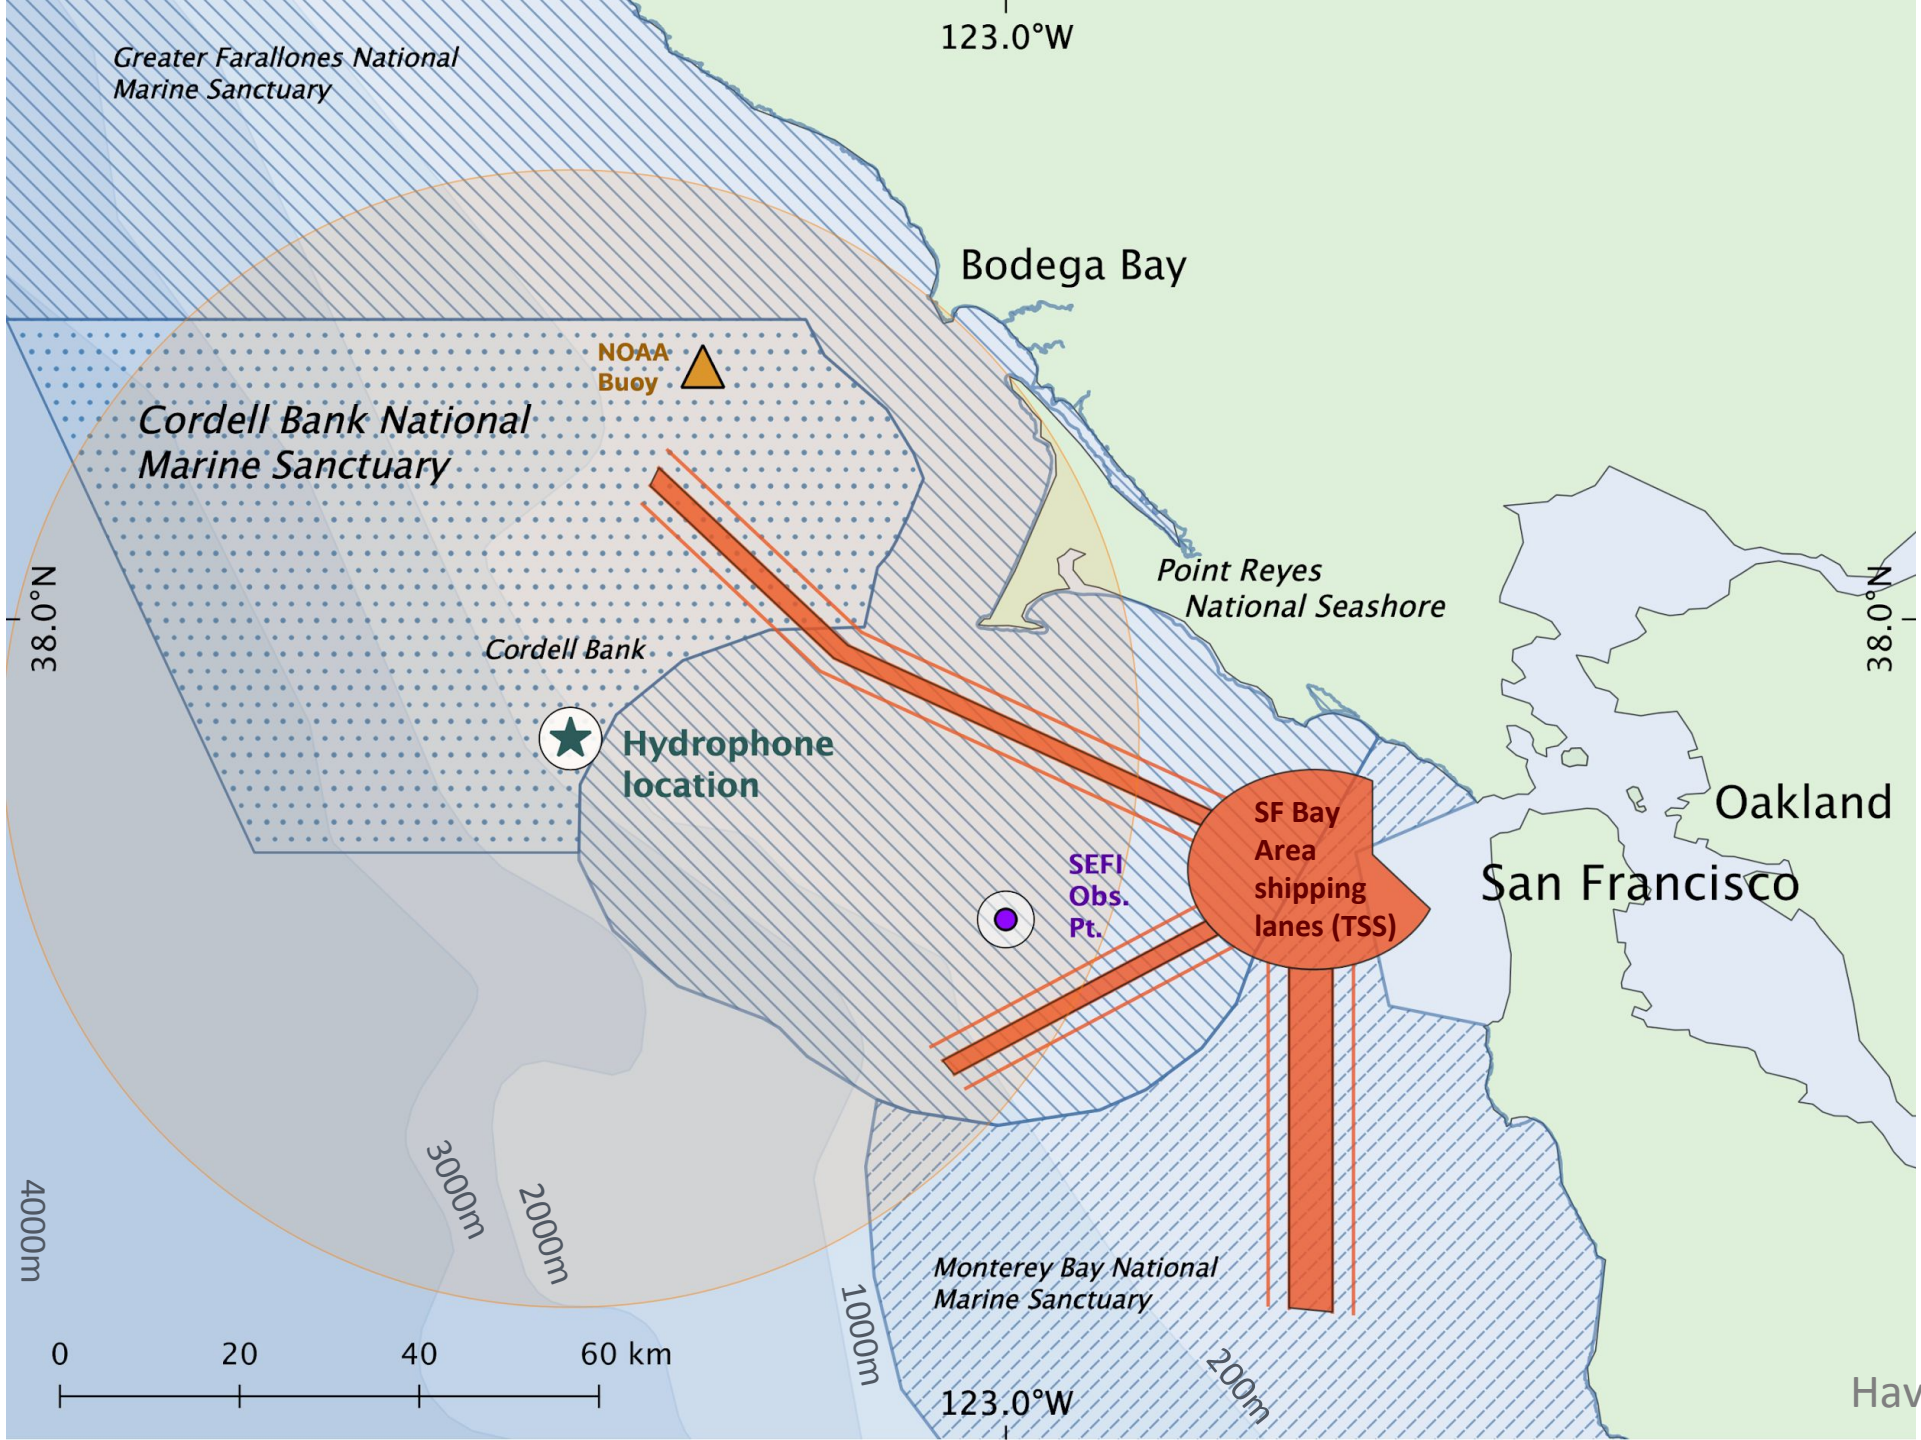 123.0°W
Greater Farallones National
Marine Sanctuary
Bodega Bay
NOAA
Buoy
Cordell Bank National
Marine Sanctuary
38.0°N
Point Reyes
National Seashore
38.0°N
Cordell Bank
Hydrophone
location
SF Bay
Area
shipping
lanes (TSS)
Oakland
San Francisco
SEFI
Obs.
Pt.
4000m
3000m
2000m
1000m
Monterey Bay National
Marine Sanctuary
200m
0 20 40 60 km
123.0°W
Hav